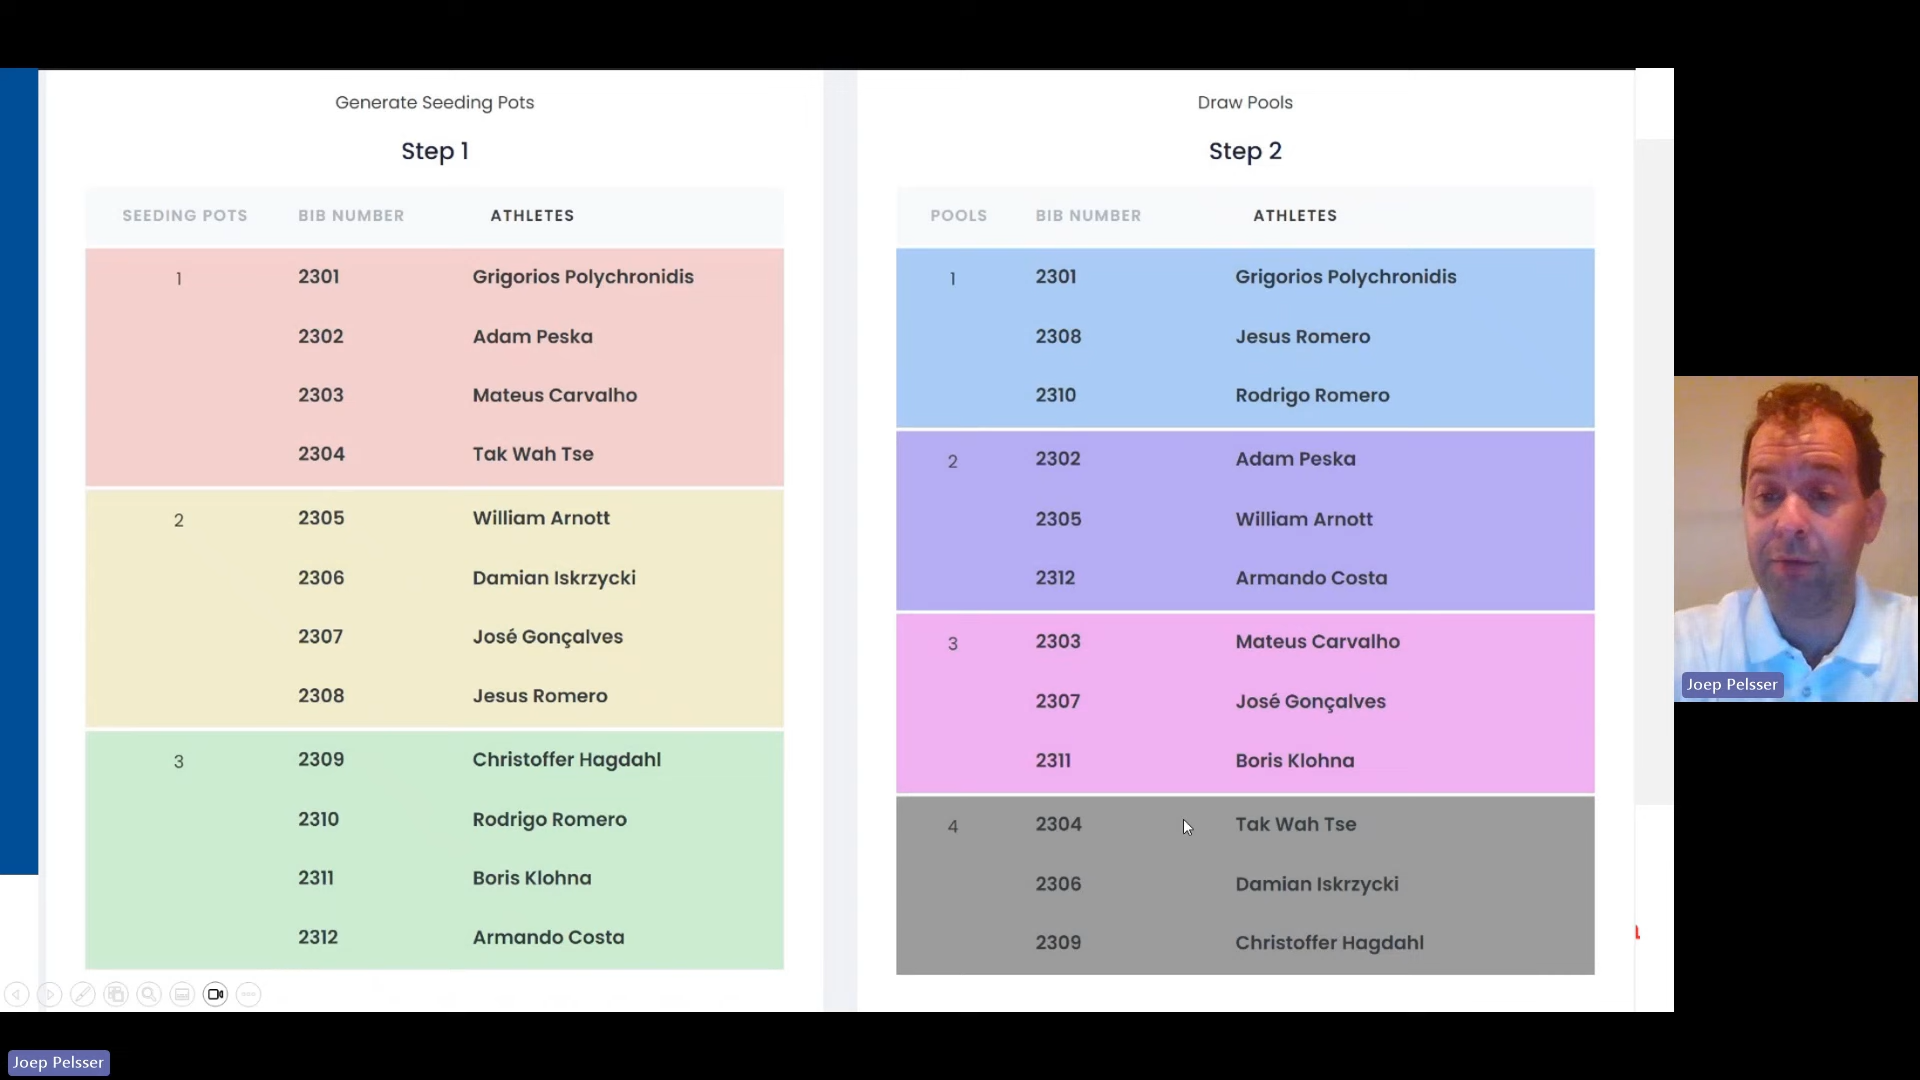 Generate Seeding Pots
Step 1
SEEDING POTS BIB NUMBER ATHLETES
1 2301 Grigorios Polychronidis
2302 Adam Peska
2303 Mateus Carvalho
2304 Tak Wah Tse
2 2305 William Arnott
2306 Damian Iskrzycki
2307 José Gonçalves
2308 Jesus Romero
3 2309 Christoffer Hagdahl
2310 Rodrigo Romero
2311 Boris Klohna
2312 Armando Costa
Draw Pools
Step 2
POOLS BIB NUMBER ATHLETES
1 2301 Grigorios Polychronidis
2308 Jesus Romero
2310 Rodrigo Romero
2 2302 Adam Peska
2305 William Arnott
2312 Armando Costa
3 2303 Mateus Carvalho
2307 José Gonçalves
2311 Boris Klohna
4 2304 Tak Wah Tse
2306 Damian Iskrzycki
2309 Christoffer Hagdahl
Joep Pelsser
Joep Pelsser